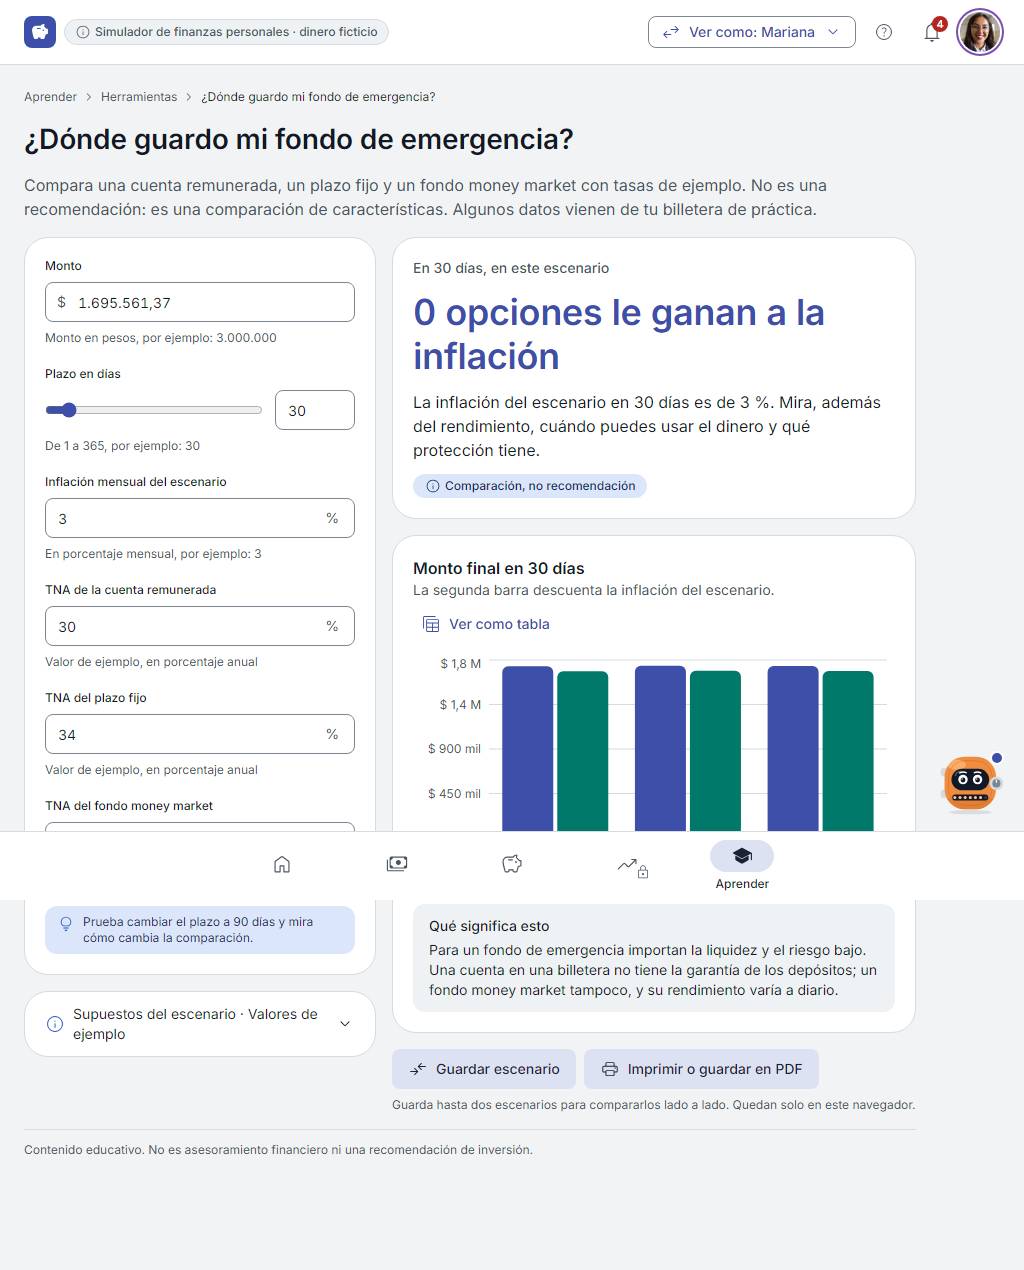 Simulador de finanzas personales · dinero ficticio
Ver como: Mariana
4
Aprender > Herramientas > ¿Dónde guardo mi fondo de emergencia?
¿Dónde guardo mi fondo de emergencia?
Compara una cuenta remunerada, un plazo fijo y un fondo money market con tasas de ejemplo. No es una
recomendación: es una comparación de características. Algunos datos vienen de tu billetera de práctica.
Monto
$ 1.695.561,37
Monto en pesos, por ejemplo: 3.000.000
Plazo en días
30
De 1 a 365, por ejemplo: 30
Inflación mensual del escenario
3 %
En porcentaje mensual, por ejemplo: 3
TNA de la cuenta remunerada
30 %
Valor de ejemplo, en porcentaje anual
TNA del plazo fijo
34 %
Valor de ejemplo, en porcentaje anual
TNA del fondo money market
Prueba cambiar el plazo a 90 días y mira
cómo cambia la comparación.
Supuestos del escenario · Valores de
ejemplo
En 30 días, en este escenario
0 opciones le ganan a la
inflación
La inflación del escenario en 30 días es de 3 %. Mira, además
del rendimiento, cuándo puedes usar el dinero y qué
protección tiene.
Comparación, no recomendación
Monto final en 30 días
La segunda barra descuenta la inflación del escenario.
Ver como tabla
$ 1,8 M
$ 1,4 M
$ 900 mil
$ 450 mil
Qué significa esto
Para un fondo de emergencia importan la liquidez y el riesgo bajo.
Una cuenta en una billetera no tiene la garantía de los depósitos; un
fondo money market tampoco, y su rendimiento varía a diario.
Guardar escenario
Imprimir o guardar en PDF
Guarda hasta dos escenarios para compararlos lado a lado. Quedan solo en este navegador.
Contenido educativo. No es asesoramiento financiero ni una recomendación de inversión.
Aprender